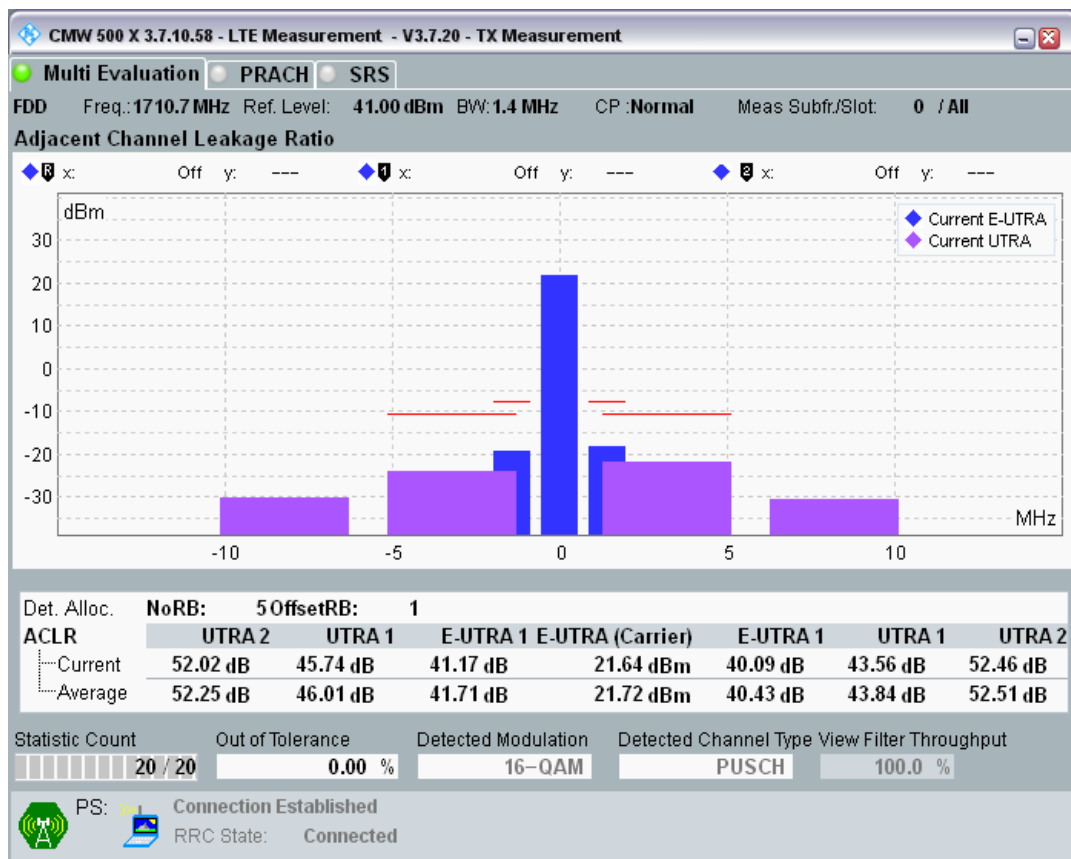 CMW 500 X 3.7.10.58 - LTE Measurement - V3.7.20 - TX Measurement
Multi Evaluation PRACH SRS
FDD Freq.: 1710.7 MHz Ref. Level: 41.00 dBm BW: 1.4 MHz CP :Normal Meas Subfr./Slot: 0 / All
Adjacent Channel Leakage Ratio
R x: Off y: --- 1 x: Off y: --- 2 x: Off y: ---
dBm
Current E-UTRA
Current UTRA
30
20
10
0
-10
-20
-30
MHz
-10 -5 0 5 10
Det. Alloc. NoRB: 5 OffsetRB: 1
ACLR UTRA 2 UTRA 1 E-UTRA 1 E-UTRA (Carrier) E-UTRA 1 UTRA 1 UTRA 2
Current 52.02 dB 45.74 dB 41.17 dB 21.64 dBm 40.09 dB 43.56 dB 52.46 dB
Average 52.25 dB 46.01 dB 41.71 dB 21.72 dBm 40.43 dB 43.84 dB 52.51 dB
Statistic Count Out of Tolerance Detected Modulation Detected Channel Type View Filter Throughput
20 / 20 0.00 % 16-QAM PUSCH 100.0 %
PS: Connection Established
RRC State: Connected